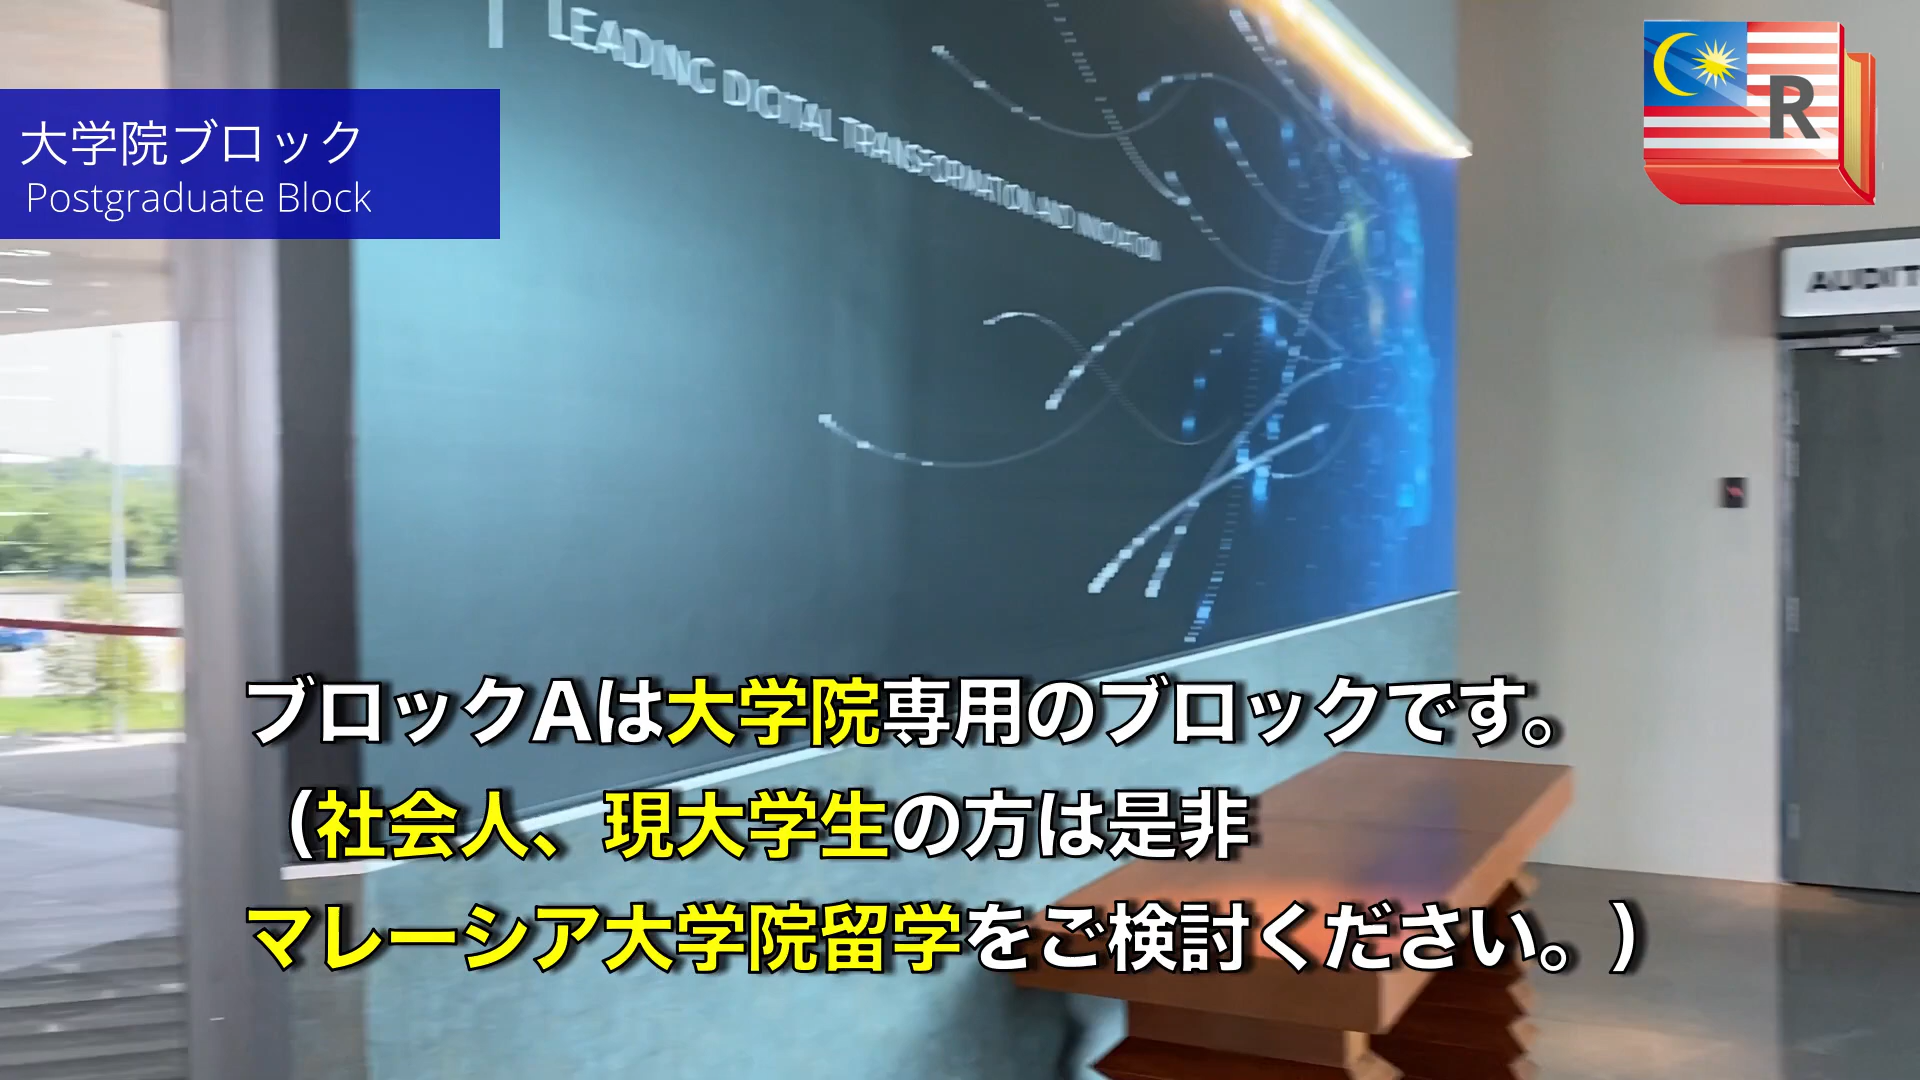 LEADING DIGITAL TRANSFORMATION AND INNOVATION
R
大学院ブロック
Postgraduate Block
AUDIT
ブロックAは大学院専用のブロックです。
（社会人、現大学生の方は是非
マレーシア大学院留学をご検討ください。）